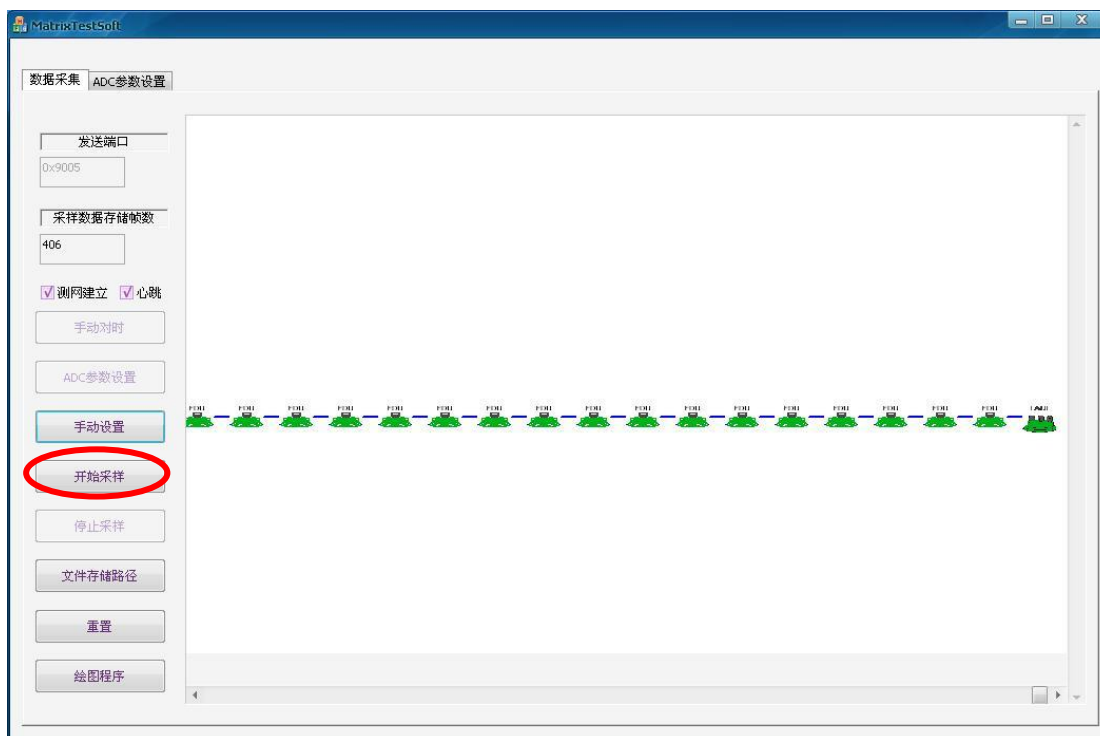 MatrixTestSoft
数据采集 ADC参数设置
发送端口
0x9005
采样数据存储帧数
406
测网建立 心跳
手动对时
ADC参数设置
手动设置
开始采样
停止采样
文件存储路径
重置
绘图程序